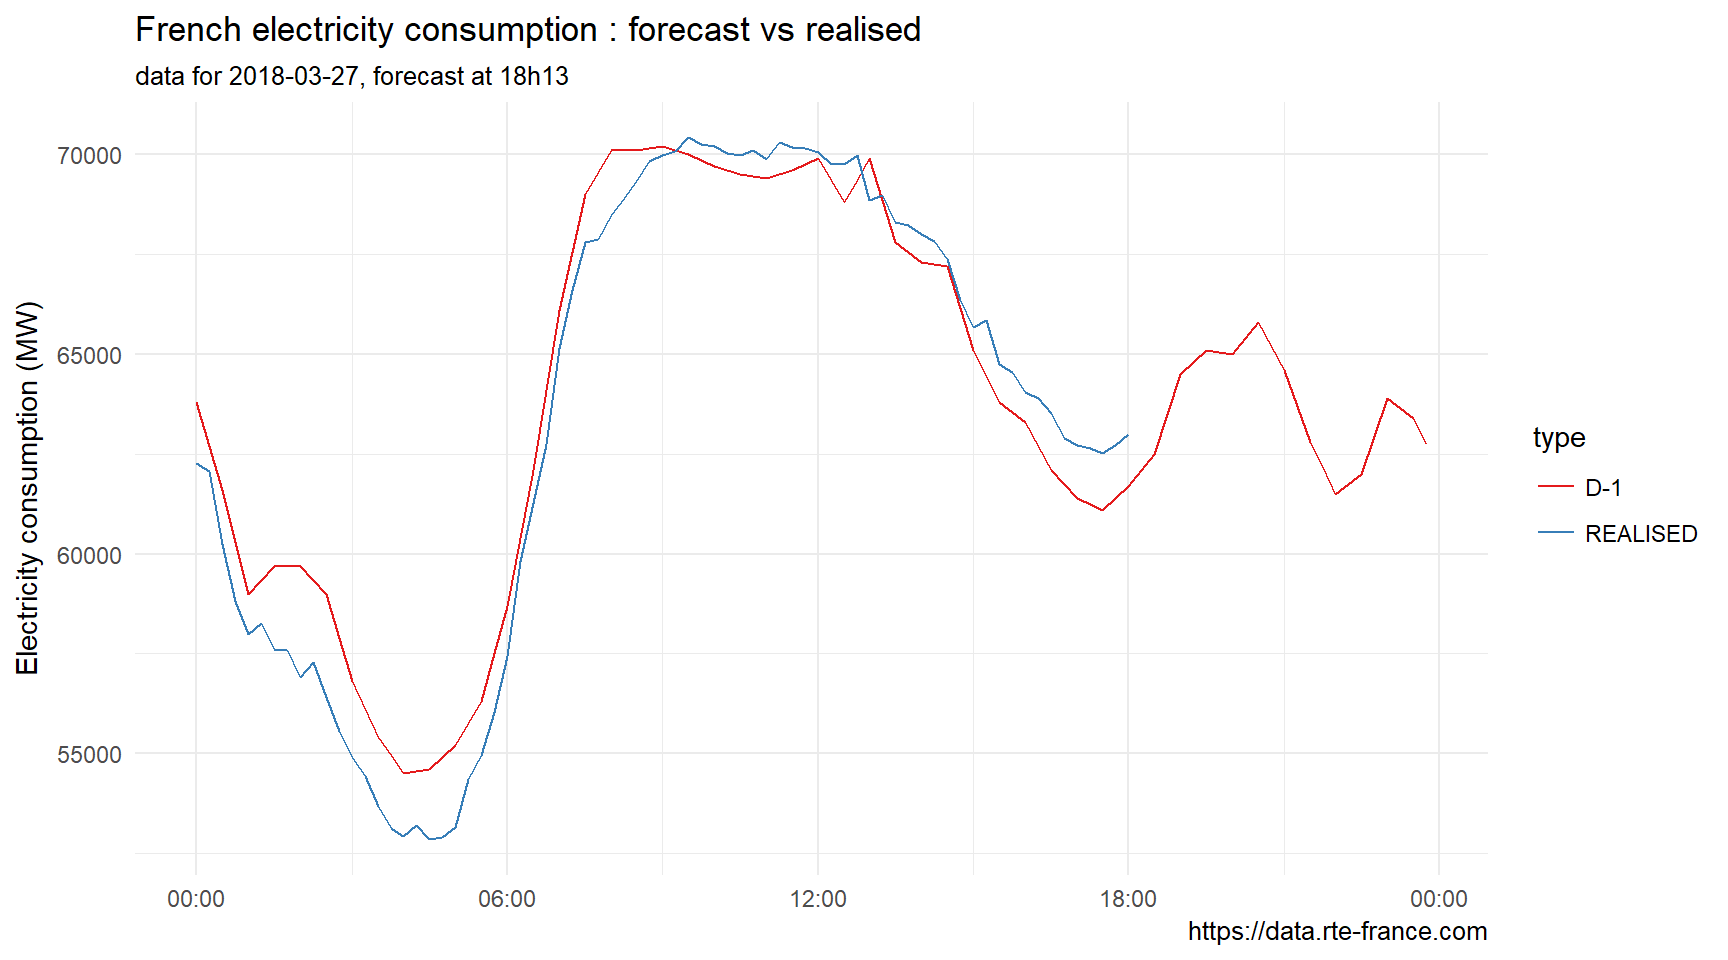 French electricity consumption : forecast vs realised
data for 2018-03-27, forecast at 18h13
Electricity consumption (MW)
70000
65000
60000
55000
00:00
06:00
12:00
18:00
00:00
type
D-1
REALISED
https://data.rte-france.com